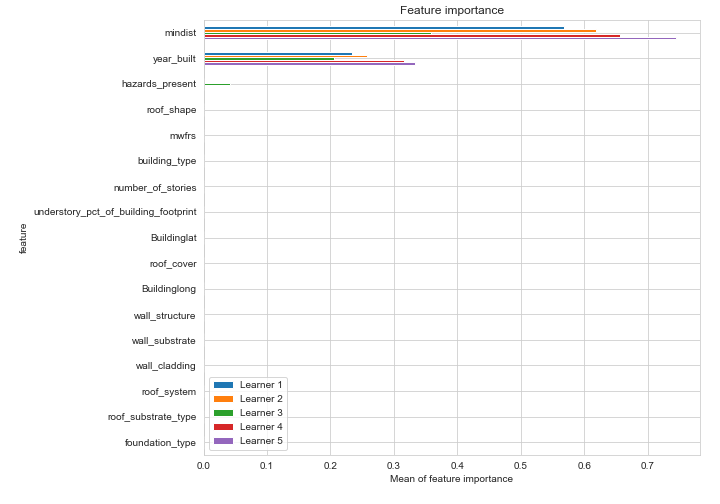 Feature importance
mindist
year_built
hazards_present
roof_shape
mwfrs
building_type
number_of_stories
understory_pct_of_building_footprint
Buildinglat
roof_cover
Buildinglong
wall_structure
wall_substrate
wall_cladding
roof_system
roof_substrate_type
foundation_type
feature
Learner 1
Learner 2
Learner 3
Learner 4
Learner 5
0.0 0.1 0.2 0.3 0.4 0.5 0.6 0.7
Mean of feature importance